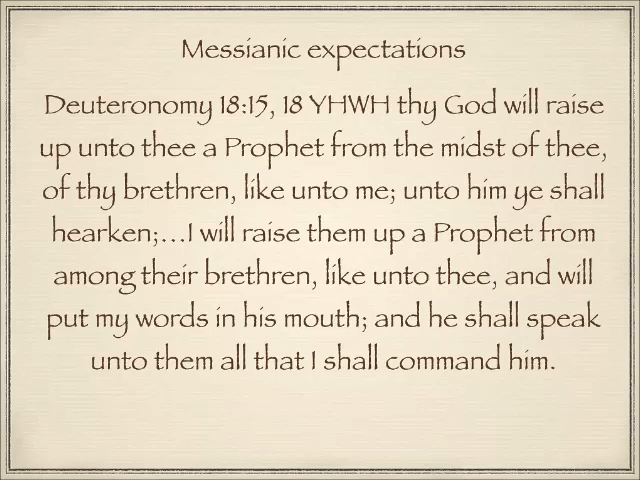 Messianic expectations
Deuteronomy 18:15, 18 YHWH thy God will raise
up unto thee a Prophet from the midst of thee,
of thy brethren, like unto me; unto him ye shall
hearken;...I will raise them up a Prophet from
among their brethren, like unto thee, and will
put my words in his mouth; and he shall speak
unto them all that I shall command him.